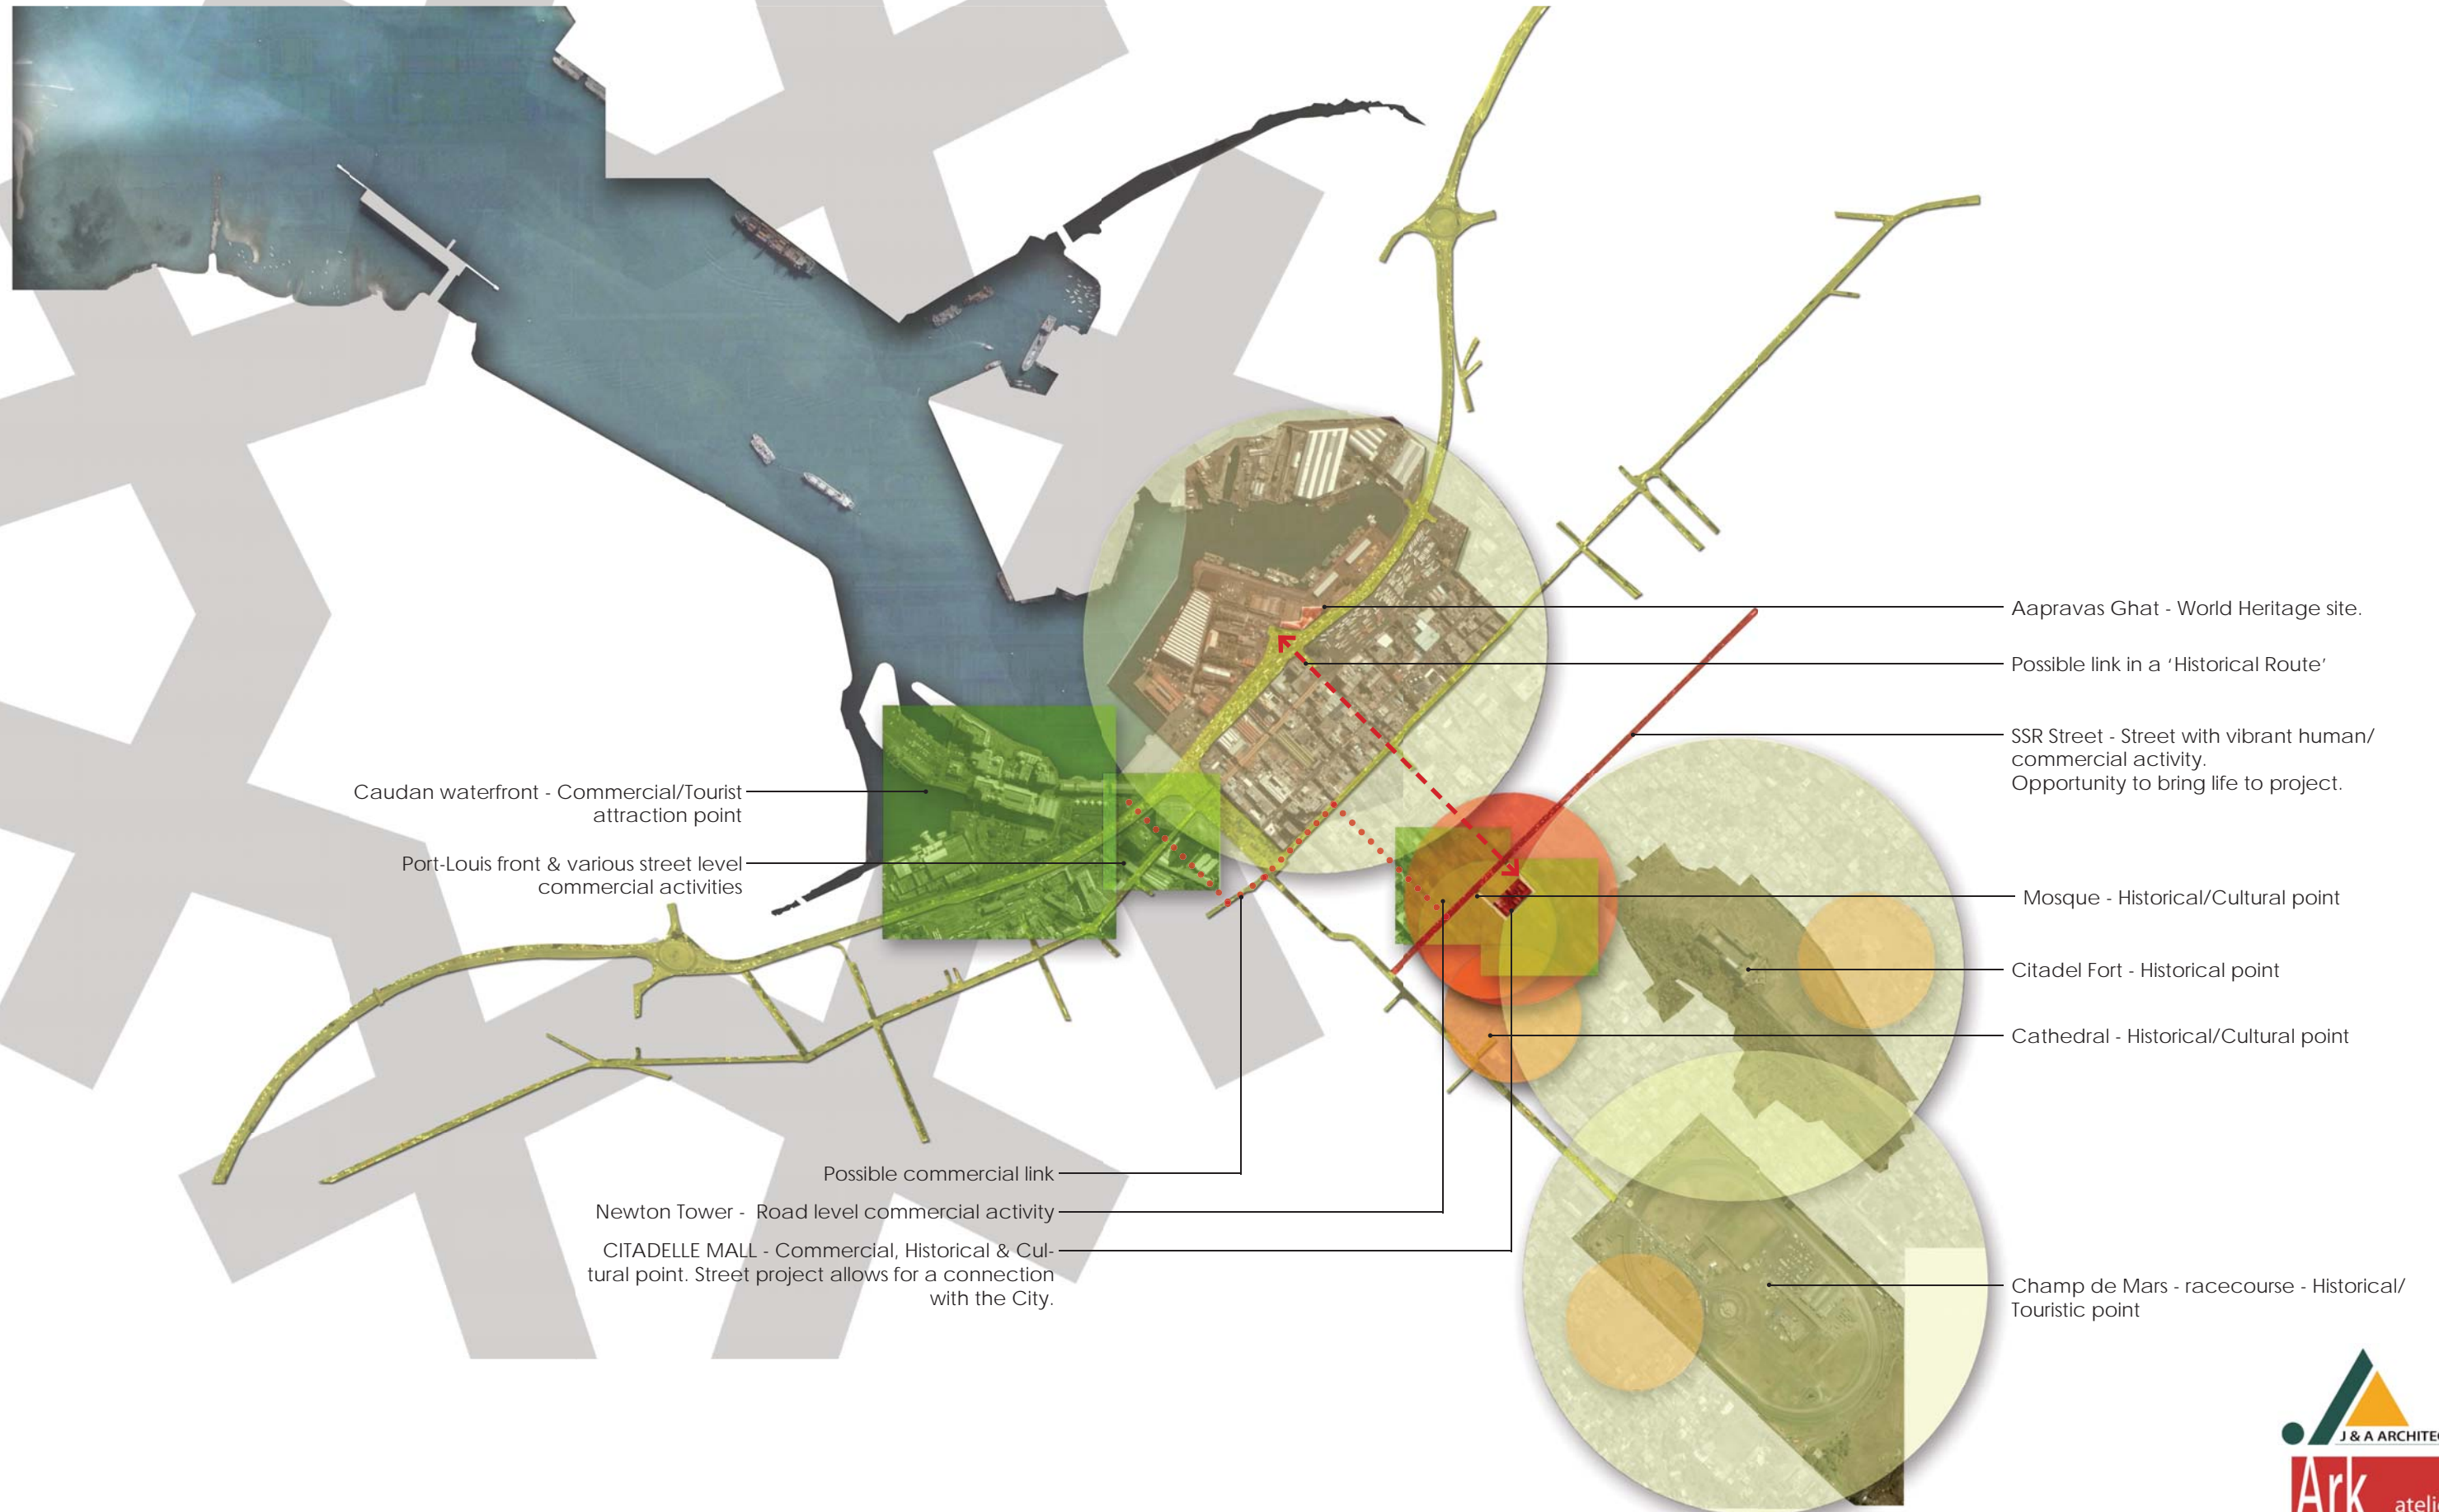 Aapravas Ghat - World Heritage site.
Possible link in a ‘Historical Route’
SSR Street - Street with vibrant human/
commercial activity.
Opportunity to bring life to project.
Caudan waterfront - Commercial/Tourist
attraction point
Port-Louis front & various street level
commercial activities
Mosque - Historical/Cultural point
Citadel Fort - Historical point
Cathedral - Historical/Cultural point
Possible commercial link
Newton Tower - Road level commercial activity
CITADELLE MALL - Commercial, Historical & Cul-
tural point. Street project allows for a connection
with the City.
Champ de Mars - racecourse - Historical/
Touristic point
J & A ARCHITEC
Ark atelie